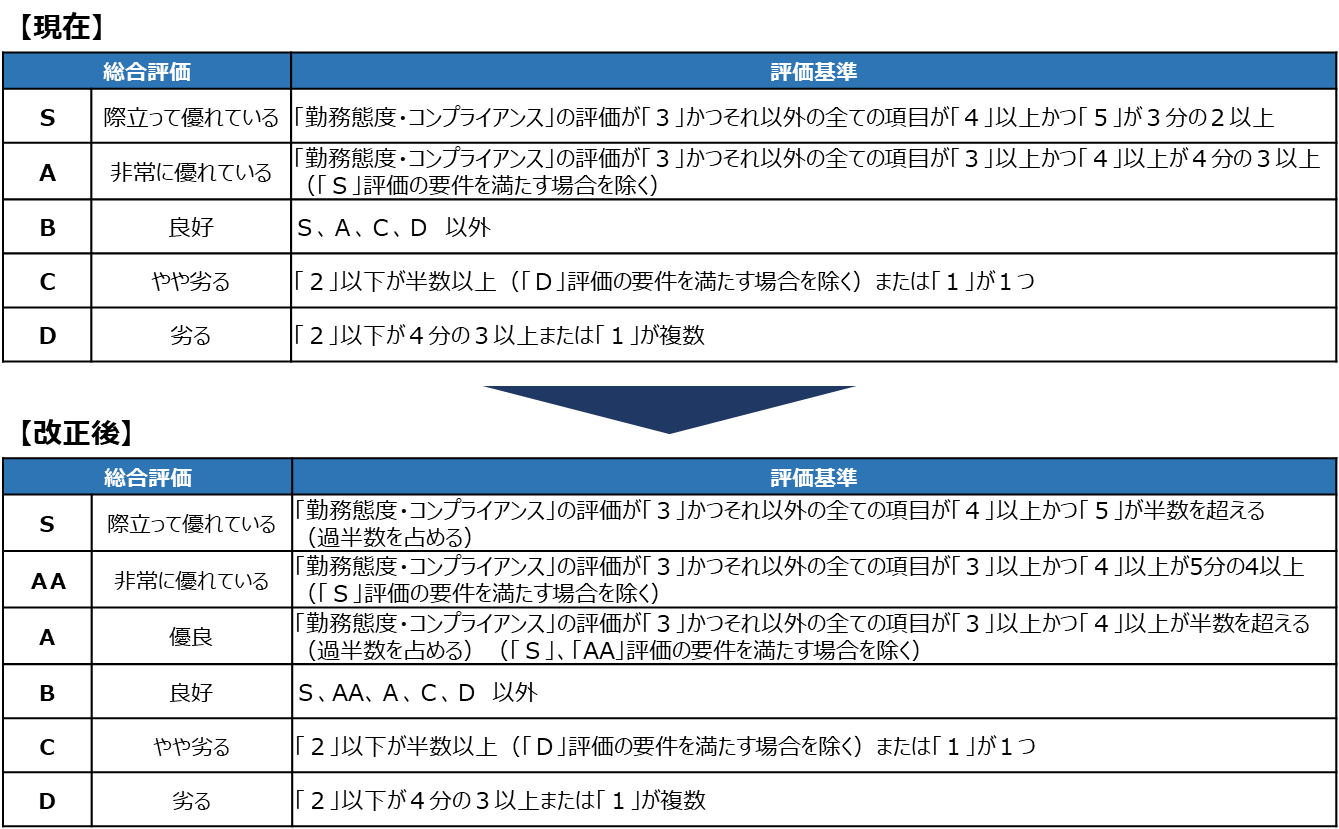 【現在】
総合評価 評価基準
S 際立って優れている 「勤務態度・コンプライアンス」の評価が「３」かつそれ以外の全ての項目が「４」以上かつ「５」が３分の２以上
A 非常に優れている 「勤務態度・コンプライアンス」の評価が「３」かつそれ以外の全ての項目が「３」以上かつ「４」以上が４分の３以上
（「Ｓ」評価の要件を満たす場合を除く）
B 良好 Ｓ、Ａ、Ｃ、Ｄ　以外
C やや劣る 「２」以下が半数以上（「Ｄ」評価の要件を満たす場合を除く）または「１」が１つ
D 劣る 「２」以下が４分の３以上または「１」が複数
【改正後】
総合評価 評価基準
S 際立って優れている 「勤務態度・コンプライアンス」の評価が「３」かつそれ以外の全ての項目が「４」以上かつ「５」が半数を超える
（過半数を占める）
AA 非常に優れている 「勤務態度・コンプライアンス」の評価が「３」かつそれ以外の全ての項目が「３」以上かつ「４」以上が5分の4以上
（「Ｓ」評価の要件を満たす場合を除く）
A 優良 「勤務態度・コンプライアンス」の評価が「３」かつそれ以外の全ての項目が「３」以上かつ「４」以上が半数を超える
（過半数を占める）（「Ｓ」、「AA」評価の要件を満たす場合を除く）
B 良好 Ｓ、AA、Ａ、Ｃ、Ｄ　以外
C やや劣る 「２」以下が半数以上（「Ｄ」評価の要件を満たす場合を除く）または「１」が１つ
D 劣る 「２」以下が４分の３以上または「１」が複数